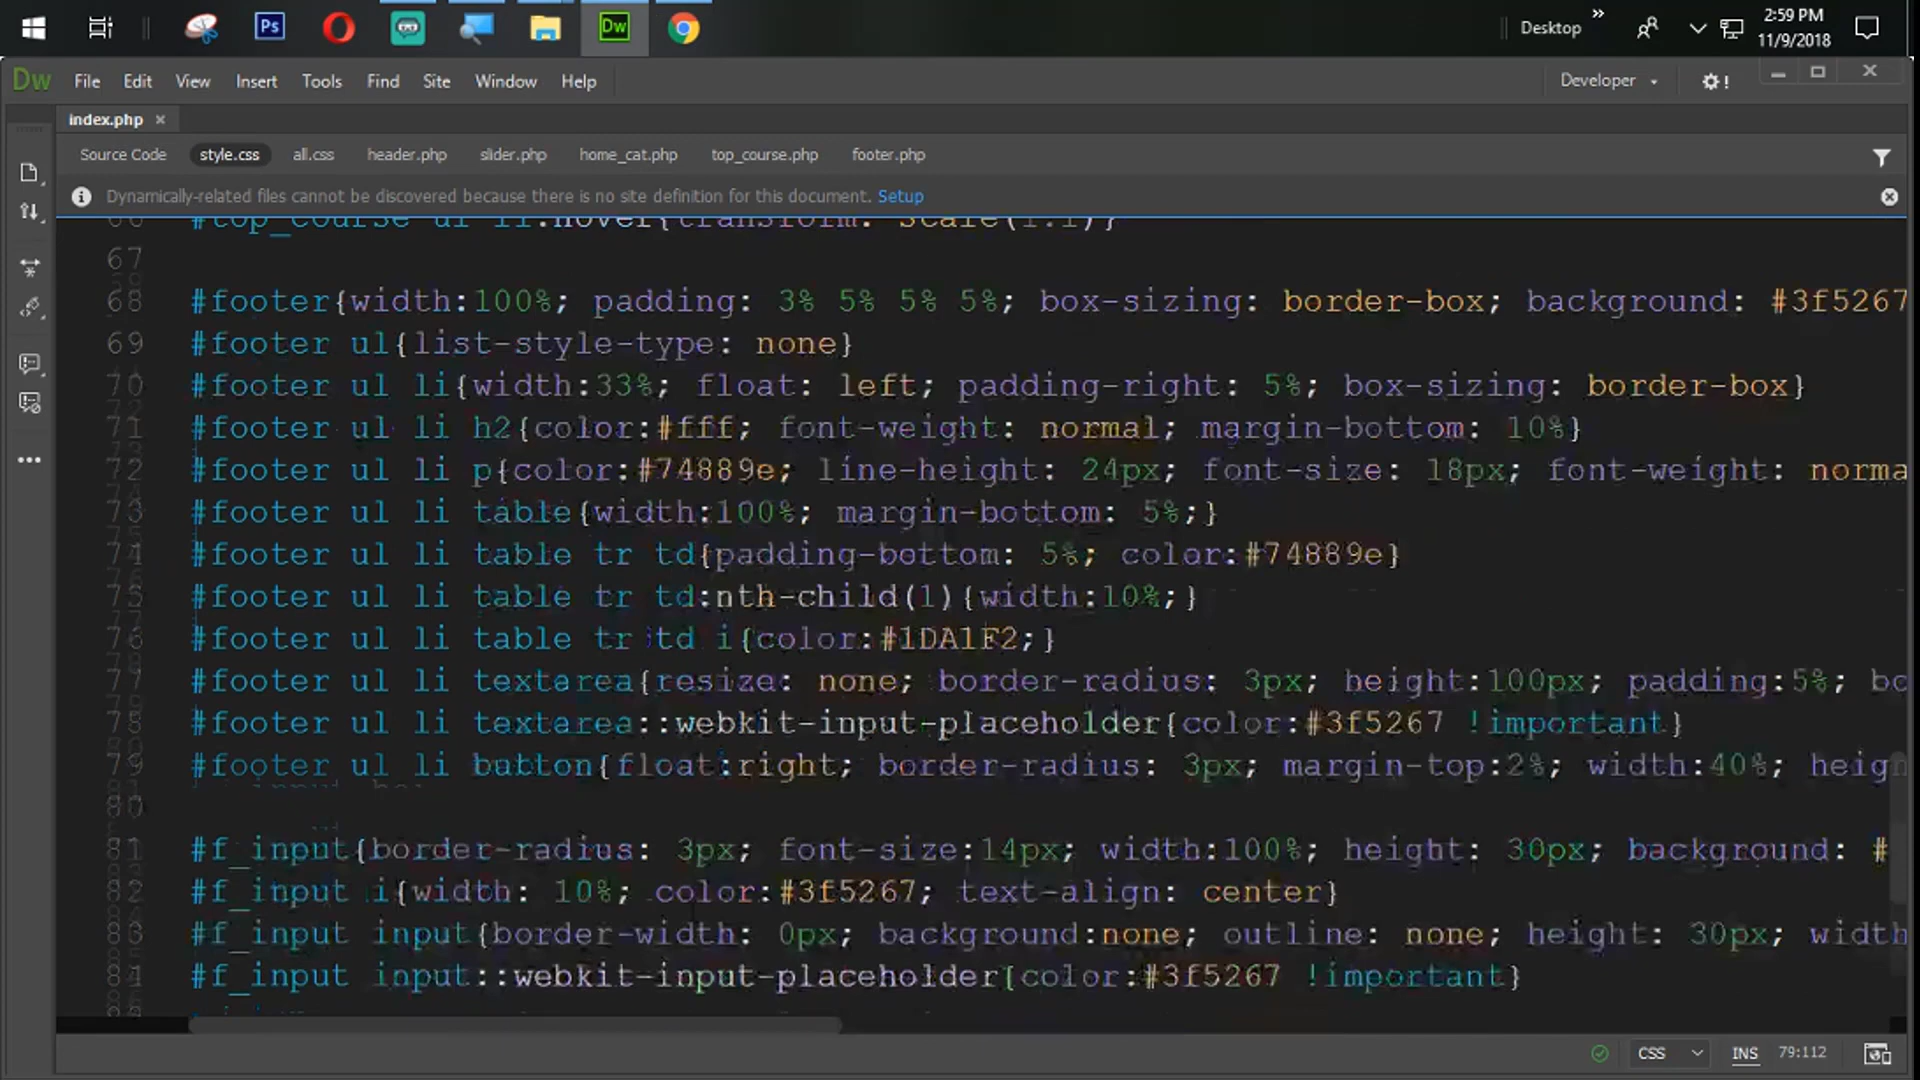 Desktop
»
2:59 PM
11/9/2018
Ps
Dw
Dw File Edit View Insert Tools Find Site Window Help Developer
index.php ×
Source Code style.css all.css header.php slider.php home_cat.php top_course.php footer.php
Dynamically-related files cannot be discovered because there is no site definition for this document. Setup
66 #top_course ul li:hover{transform: scale(1.1)}
67
68 #footer{width:100%; padding: 3% 5% 5% 5%; box-sizing: border-box; background: #3f5267
69 #footer ul{list-style-type: none}
70 #footer ul li{width:33%; float: left; padding-right: 5%; box-sizing: border-box}
71 #footer ul li h2{color:#fff; font-weight: normal; margin-bottom: 10%}
72 #footer ul li p{color:#74889e; line-height: 24px; font-size: 18px; font-weight: norma
73 #footer ul li table{width:100%; margin-bottom: 5%;}
74 #footer ul li table tr td{padding-bottom: 5%; color:#74889e}
75 #footer ul li table tr td:nth-child(1){width:10%;}
76 #footer ul li table tr td i{color:#1DA1F2;}
77 #footer ul li textarea{resize: none; border-radius: 3px; height:100px; padding:5%; bo
78 #footer ul li textarea::webkit-input-placeholder{color:#3f5267 !important}
79 #footer ul li button{float:right; border-radius: 3px; margin-top:2%; width:40%; heig
80
81 #f_input{border-radius: 3px; font-size:14px; width:100%; height: 30px; background: #
82 #f_input i{width: 10%; color:#3f5267; text-align: center}
83 #f_input input{border-width: 0px; background:none; outline: none; height: 30px; width
84 #f_input input::webkit-input-placeholder{color:#3f5267 !important}
CSS INS 79:112